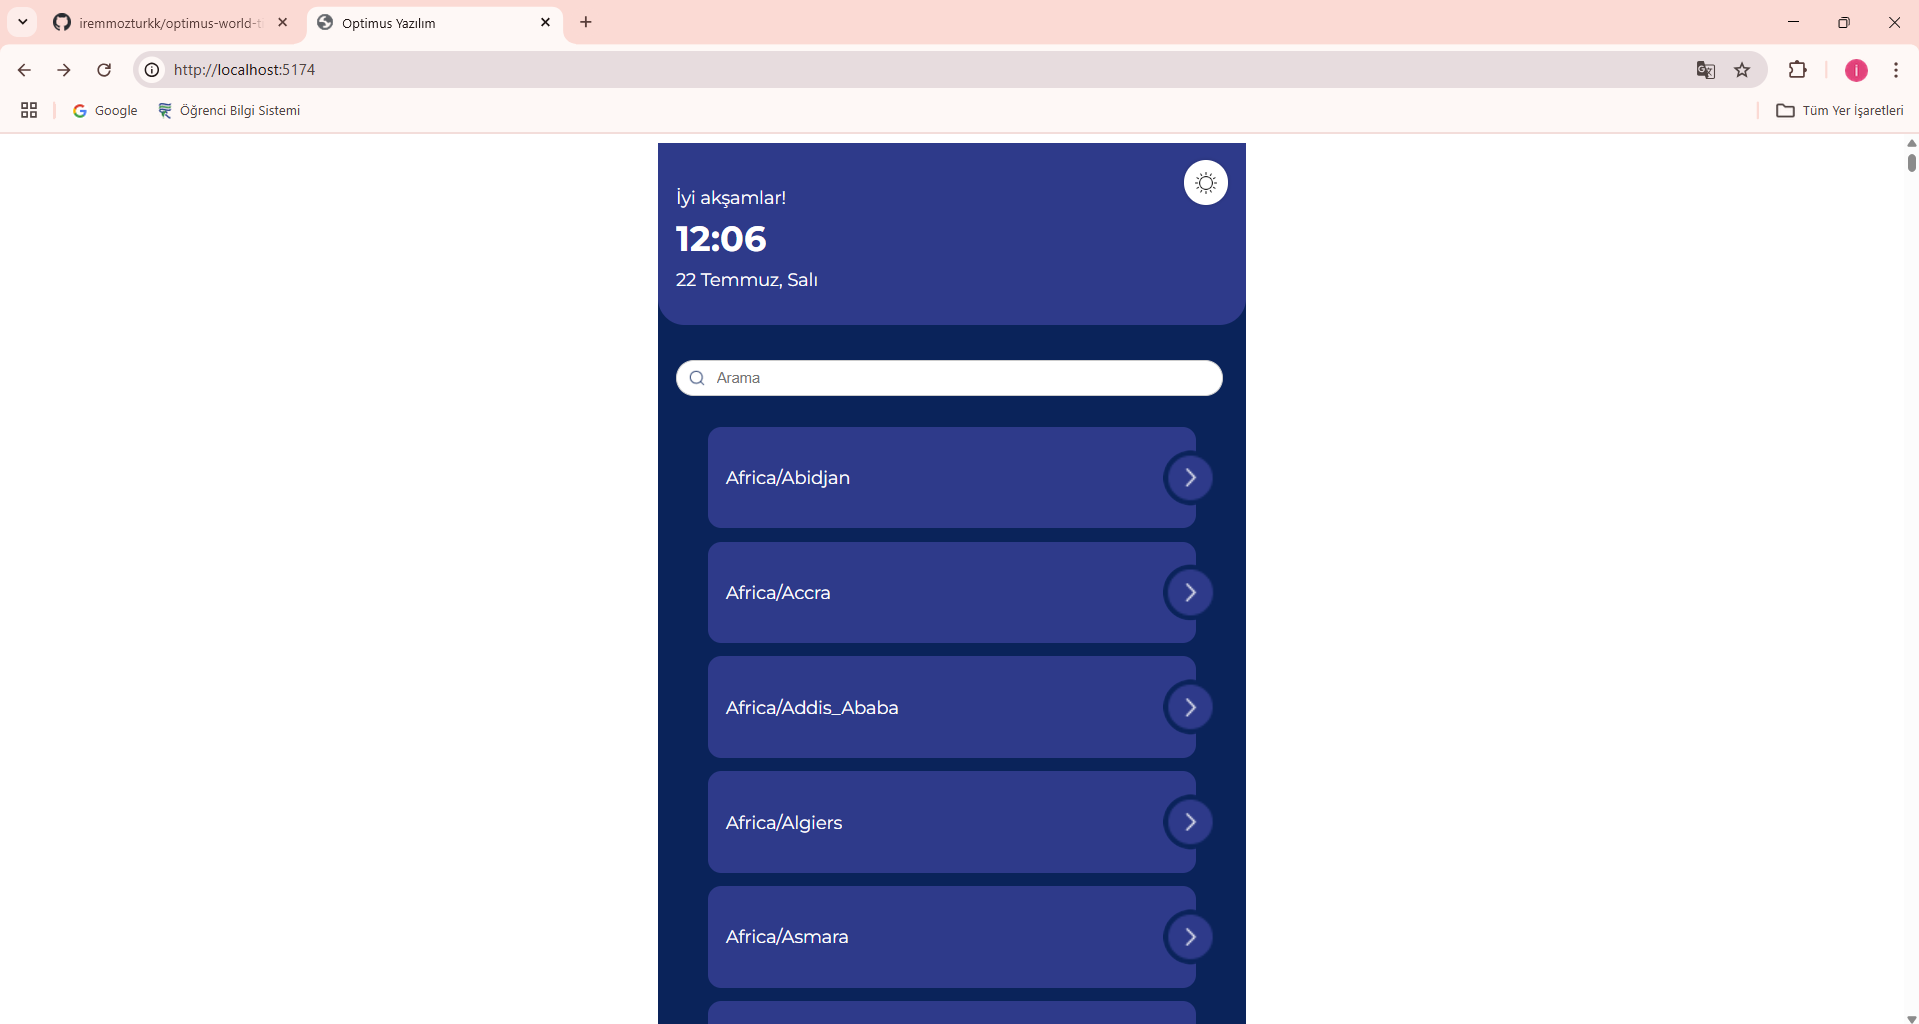 iremmozturkk/optimus-world-t
Optimus Yazılım
http://localhost:5174
i
Google
Öğrenci Bilgi Sistemi
Tüm Yer İşaretleri
İyi akşamlar!
12:06
22 Temmuz, Salı
Arama
Africa/Abidjan
Africa/Accra
Africa/Addis_Ababa
Africa/Algiers
Africa/Asmara